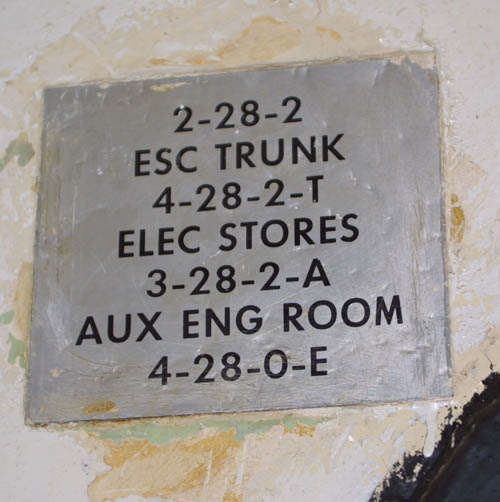 2-28-2
ESC TRUNK
4-28-2-T
ELEC STORES
3-28-2-A
AUX ENG ROOM
4-28-0-E